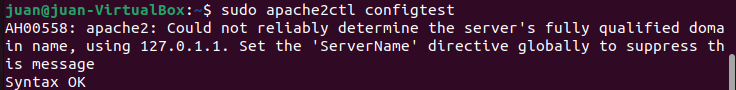 juan@juan-VirtualBox:~$ sudo apache2ctl configtest
AH00558: apache2: Could not reliably determine the server's fully qualified doma
in name, using 127.0.1.1. Set the 'ServerName' directive globally to suppress th
is message
Syntax OK